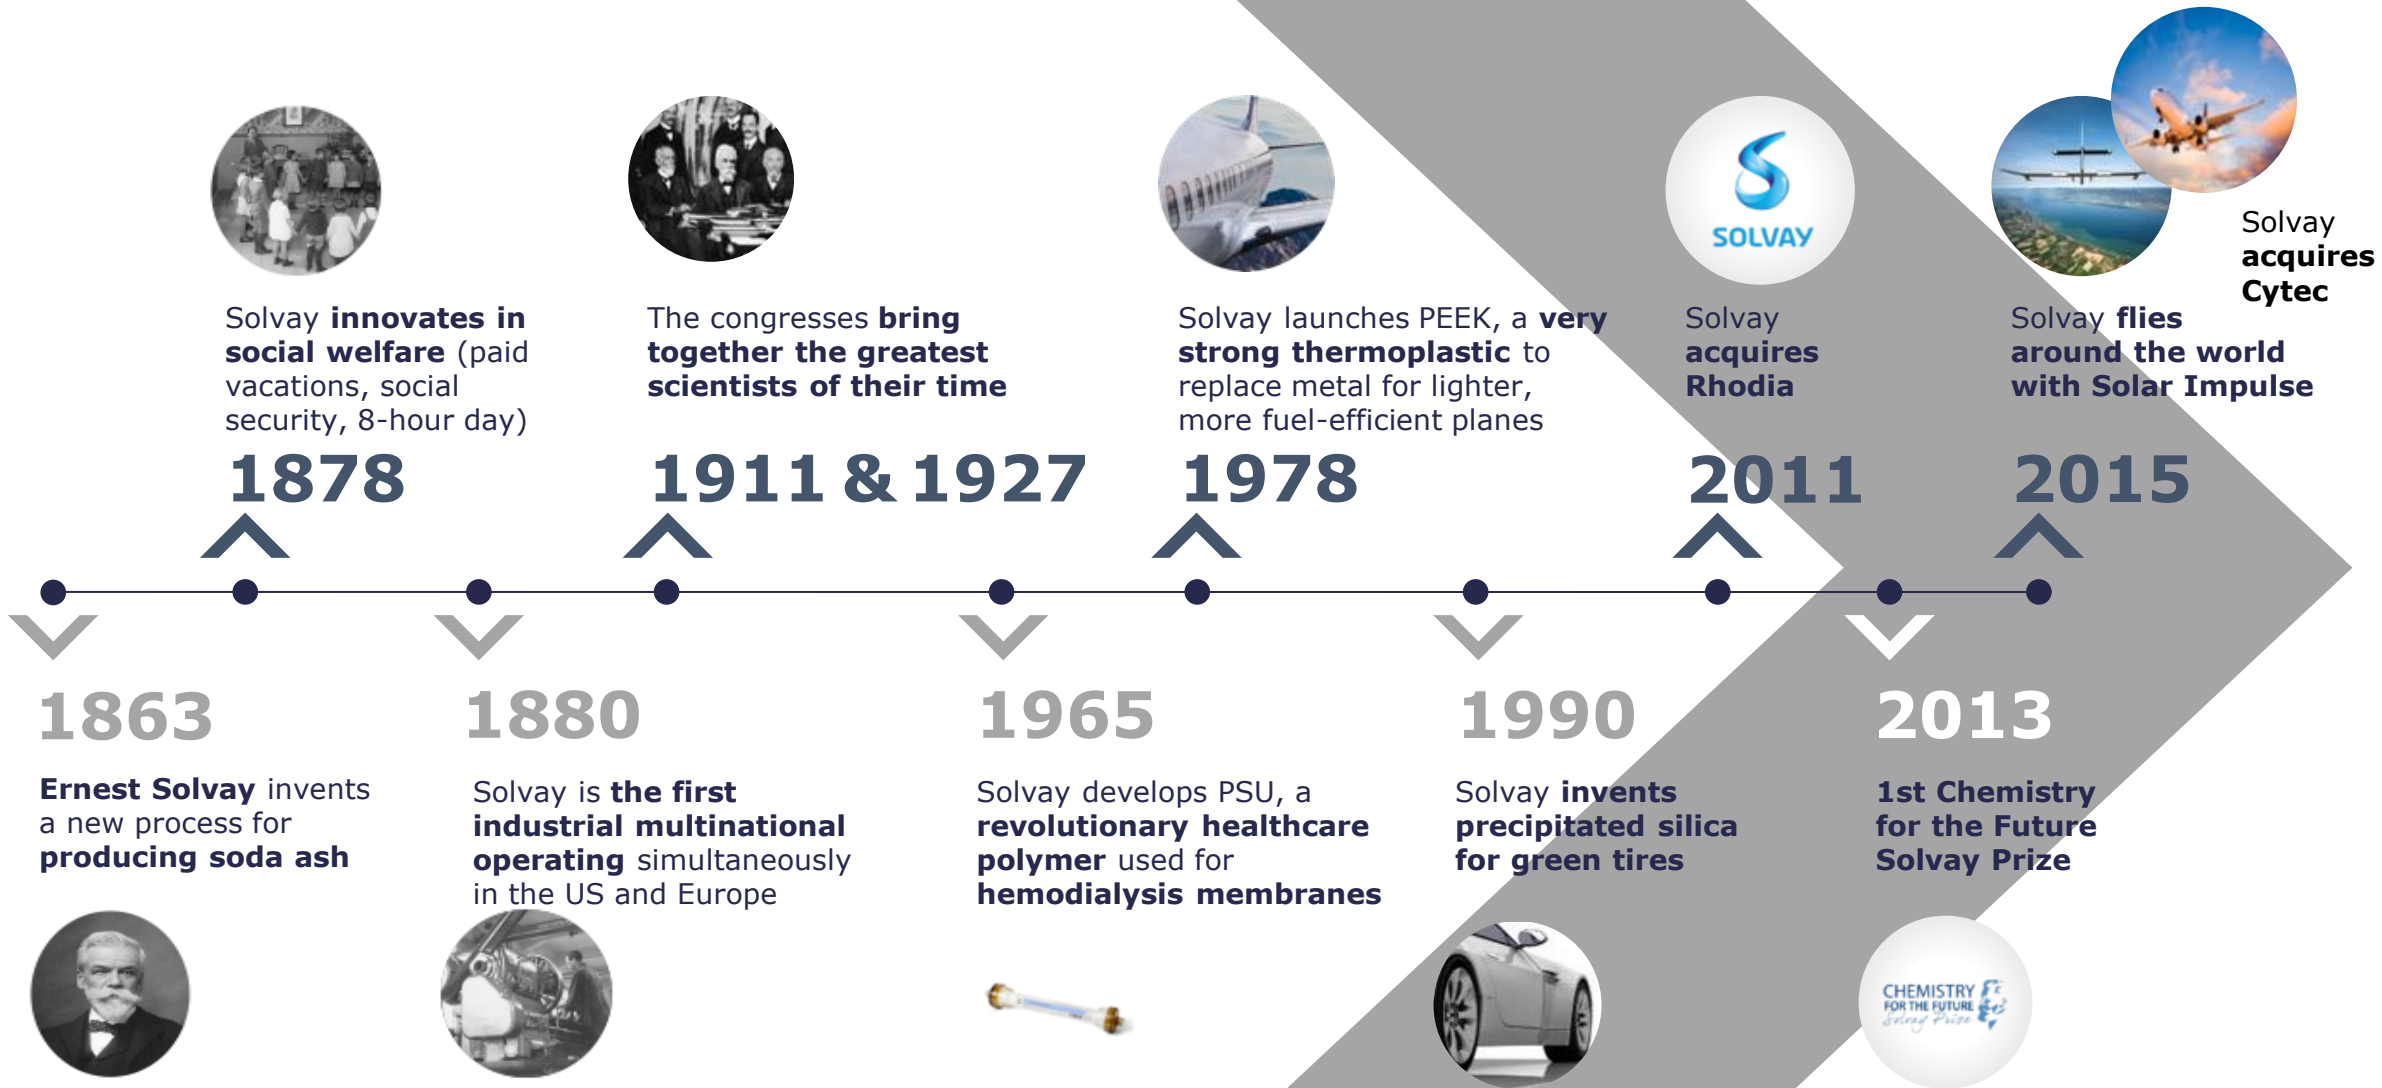 Solvay
acquires
Cytec
Solvay innovates in
social welfare (paid
vacations, social
security, 8-hour day)
1878
The congresses bring
together the greatest
scientists of their time
1911 & 1927
Solvay launches PEEK, a very
strong thermoplastic to
replace metal for lighter,
more fuel-efficient planes
1978
SOLVAY
Solvay
acquires
Rhodia
2011
Solvay flies
around the world
with Solar Impulse
2015
1863
Ernest Solvay invents
a new process for
producing soda ash
1880
Solvay is the first
industrial multinational
operating simultaneously
in the US and Europe
1965
Solvay develops PSU, a
revolutionary healthcare
polymer used for
hemodialysis membranes
1990
Solvay invents
precipitated silica
for green tires
2013
1st Chemistry
for the Future
Solvay Prize
CHEMISTRY
FOR THE FUTURE
Solvay Prize